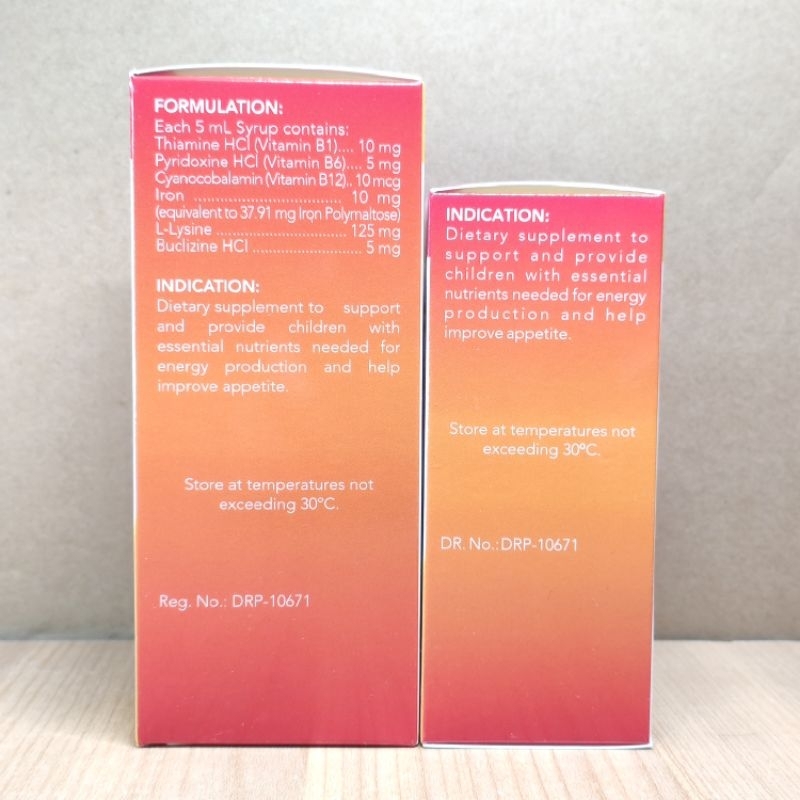 FORMULATION:
Each 5 mL Syrup contains:
Thiamine HCl (Vitamin B1).... 10 mg
Pyridoxine HCl (Vitamin B6).... 5 mg
Cyanocobalamin (Vitamin B12).. 10 mcg
Iron ................................... 10 mg
(equivalent to 37.91 mg Iron Polymaltose)
L-Lysine ............................ 125 mg
Buclizine HCl ........................ 5 mg
INDICATION:
Dietary supplement to support
and provide children with
essential nutrients needed for
energy production and help
improve appetite.
Store at temperatures not
exceeding 30ºC.
Reg. No.: DRP-10671
INDICATION:
Dietary supplement to
support and provide
children with essential
nutrients needed for energy
production and help
improve appetite.
Store at temperatures not
exceeding 30ºC.
DR. No.:DRP-10671